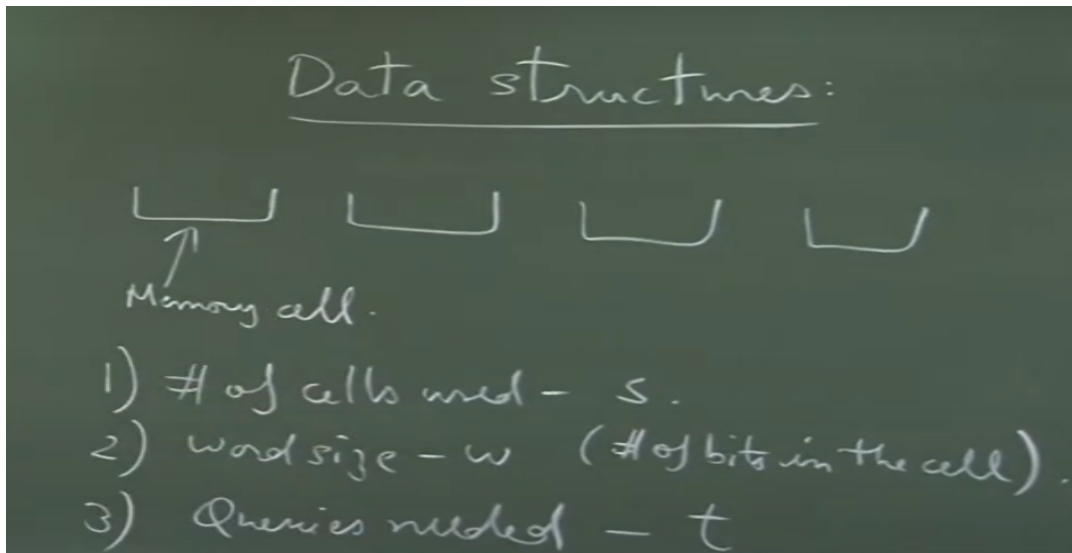 Data structures:
Memory cell.
1) # of cells used - s.
2) word size - w (# of bits in the cell).
3) Queries needed - t